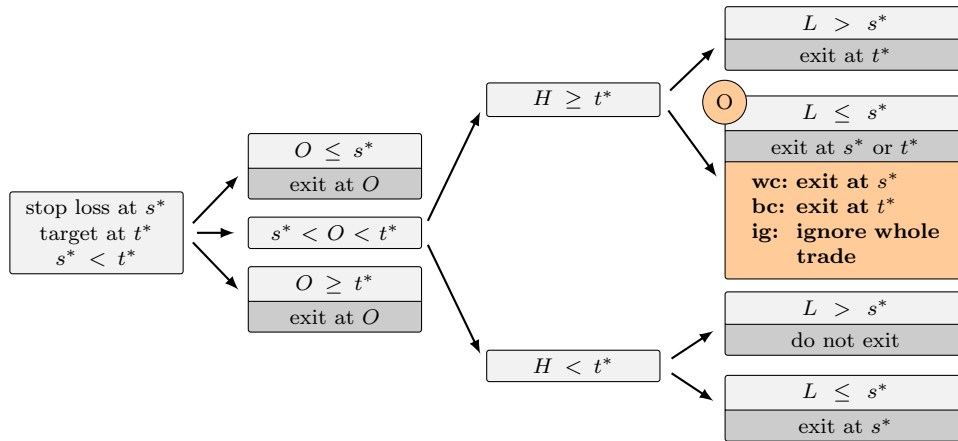 stop loss at s*
target at t*
s* < t*
O ≤ s*
exit at O
s* < O < t*
O ≥ t*
exit at O
H ≥ t*
H < t*
L > s*
exit at t*
O
L ≤ s*
exit at s* or t*
wc: exit at s*
bc: exit at t*
ig: ignore whole
trade
L > s*
do not exit
L ≤ s*
exit at s*